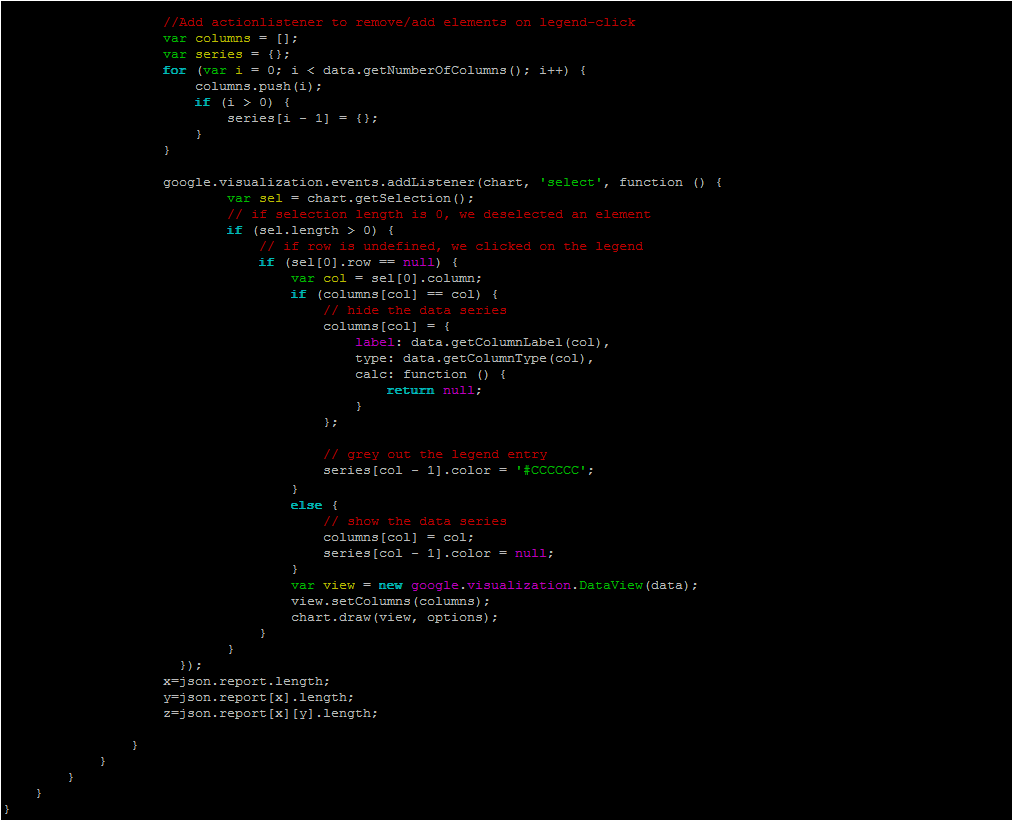 //Add actionlistener to remove/add elements on legend-click
var columns = [];
var series = {};
for (var i = 0; i < data.getNumberOfColumns(); i++) {
    columns.push(i);
    if (i > 0) {
        series[i - 1] = {};
    }
}

google.visualization.events.addListener(chart, 'select', function () {
        var sel = chart.getSelection();
        // if selection length is 0, we deselected an element
        if (sel.length > 0) {
            // if row is undefined, we clicked on the legend
            if (sel[0].row == null) {
                var col = sel[0].column;
                if (columns[col] == col) {
                    // hide the data series
                    columns[col] = {
                        label: data.getColumnLabel(col),
                        type: data.getColumnType(col),
                        calc: function () {
                            return null;
                        }
                    };

                    // grey out the legend entry
                    series[col - 1].color = '#CCCCCC';
                }
                else {
                    // show the data series
                    columns[col] = col;
                    series[col - 1].color = null;
                }
                var view = new google.visualization.DataView(data);
                view.setColumns(columns);
                chart.draw(view, options);
            }
        }
  });
x=json.report.length;
y=json.report[x].length;
z=json.report[x][y].length;

}
}
}
}
}